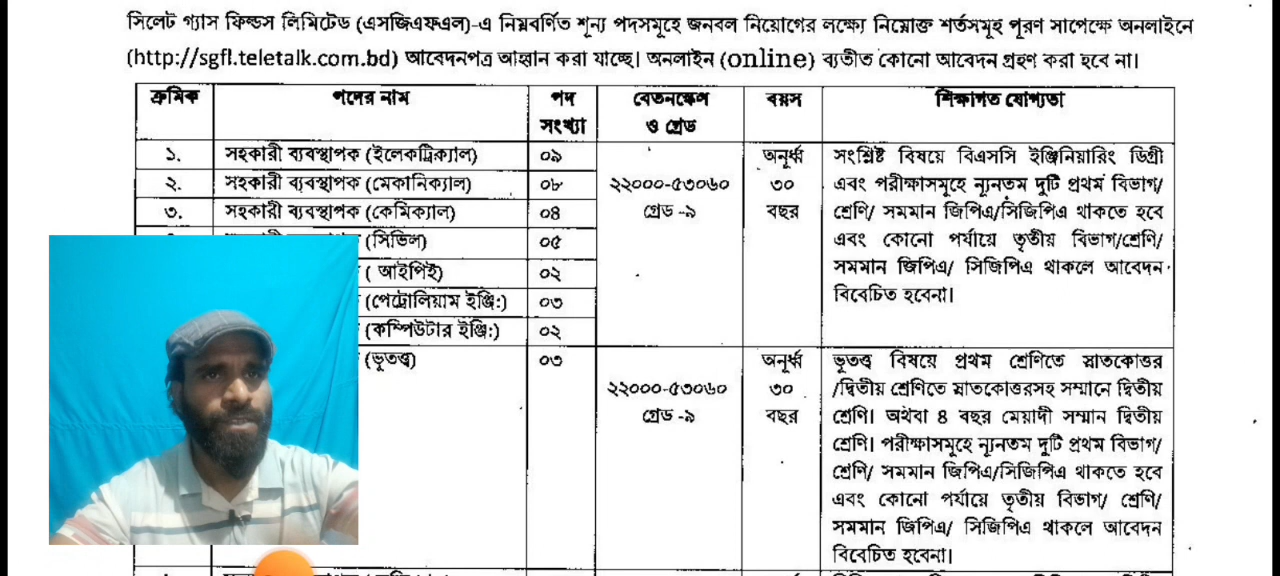 সিলেট গ্যাস ফিল্ডস লিমিটেড (এসজিএফএল)-এ নিম্নবর্ণিত শূন্য পদসমূহে জনবল নিয়োগের লক্ষ্যে নিম্নোক্ত শর্তসমূহ পূরণ সাপেক্ষে অনলাইনে
(http://sgfl.teletalk.com.bd) আবেদনপত্র আহ্বান করা যাচ্ছে। অনলাইন (online) ব্যতীত কোনো আবেদন গ্রহণ করা হবে না।
ক্রমিক পদের নাম পদ সংখ্যা বেতনস্কেল ও গ্রেড বয়স শিক্ষাগত যোগ্যতা
১. সহকারী ব্যবস্থাপক (ইলেকট্রিক্যাল) ০৯
২. সহকারী ব্যবস্থাপক (মেকানিক্যাল) ০৮
৩. সহকারী ব্যবস্থাপক (কেমিক্যাল) ০৪
(সিভিল) ০৫
( আইপিই) ০২
(পেট্রোলিয়াম ইঞ্জি:) ০৩
(কম্পিউটার ইঞ্জি:) ০২
২২০০০-৫৩০৬০
গ্রেড -৯
অনূর্ধ্ব
৩০
বছর
সংশ্লিষ্ট বিষয়ে বিএসসি ইঞ্জিনিয়ারিং ডিগ্রী
এবং পরীক্ষাসমূহে ন্যূনতম দুটি প্রথম বিভাগ/
শ্রেণি/ সমমান জিপিএ/সিজিপিএ থাকতে হবে
এবং কোনো পর্যায়ে তৃতীয় বিভাগ/শ্রেণি/
সমমান জিপিএ/ সিজিপিএ থাকলে আবেদন
বিবেচিত হবেনা।
(ভূতত্ত্ব) ০৩
২২০০০-৫৩০৬০
গ্রেড -৯
অনূর্ধ্ব
৩০
বছর
ভূতত্ত্ব বিষয়ে প্রথম শ্রেণিতে স্নাতকোত্তর
/দ্বিতীয় শ্রেণিতে স্নাতকোত্তরসহ সম্মানে দ্বিতীয়
শ্রেণি। অথবা ৪ বছর মেয়াদী সম্মান দ্বিতীয়
শ্রেণি। পরীক্ষাসমূহে ন্যূনতম দুটি প্রথম বিভাগ/
শ্রেণি/ সমমান জিপিএ/সিজিপিএ থাকতে হবে
এবং কোনো পর্যায়ে তৃতীয় বিভাগ/ শ্রেণি/
সমমান জিপিএ/ সিজিপিএ থাকলে আবেদন
বিবেচিত হবেনা।